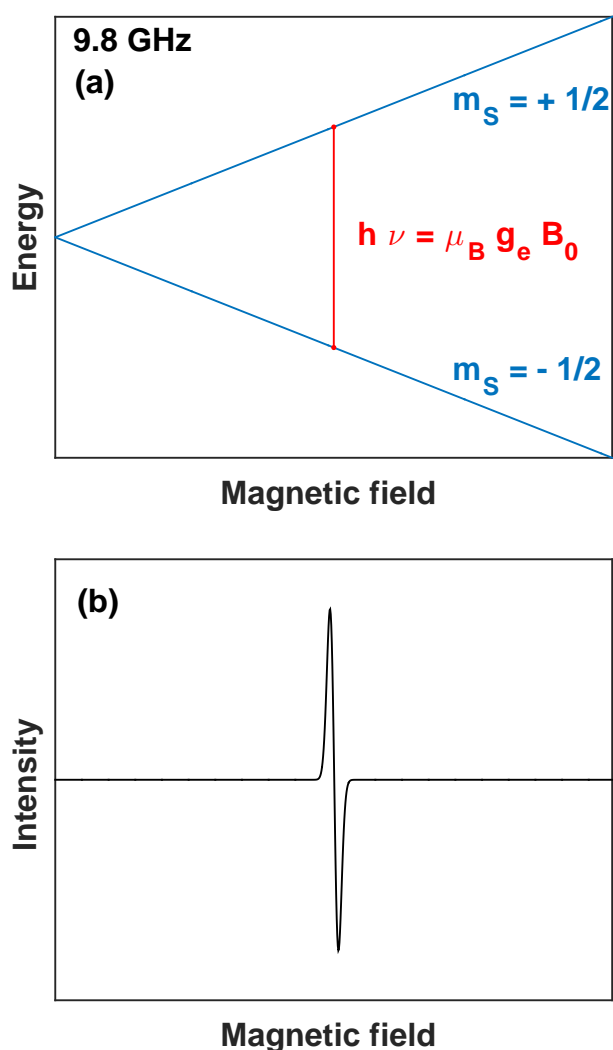 9.8 GHz
(a)
m_S = + 1/2
Energy
h ν = μ_B g_e B_0
m_S = - 1/2
Magnetic field
(b)
Intensity
Magnetic field